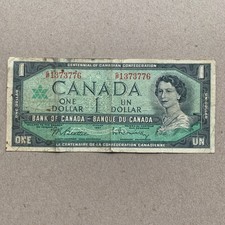 CENTENNIAL OF CANADIAN CONFEDERATION
1 CANADA 1
1373776 1373776
ONE DOLLAR UN DOLLAR
BANK OF CANADA - BANQUE DU CANADA
ONE UN
LE CENTENAIRE DE LA CONFÉDÉRATION CANADIENNE